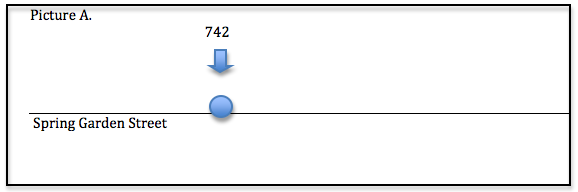 Picture A.
742
Spring Garden Street